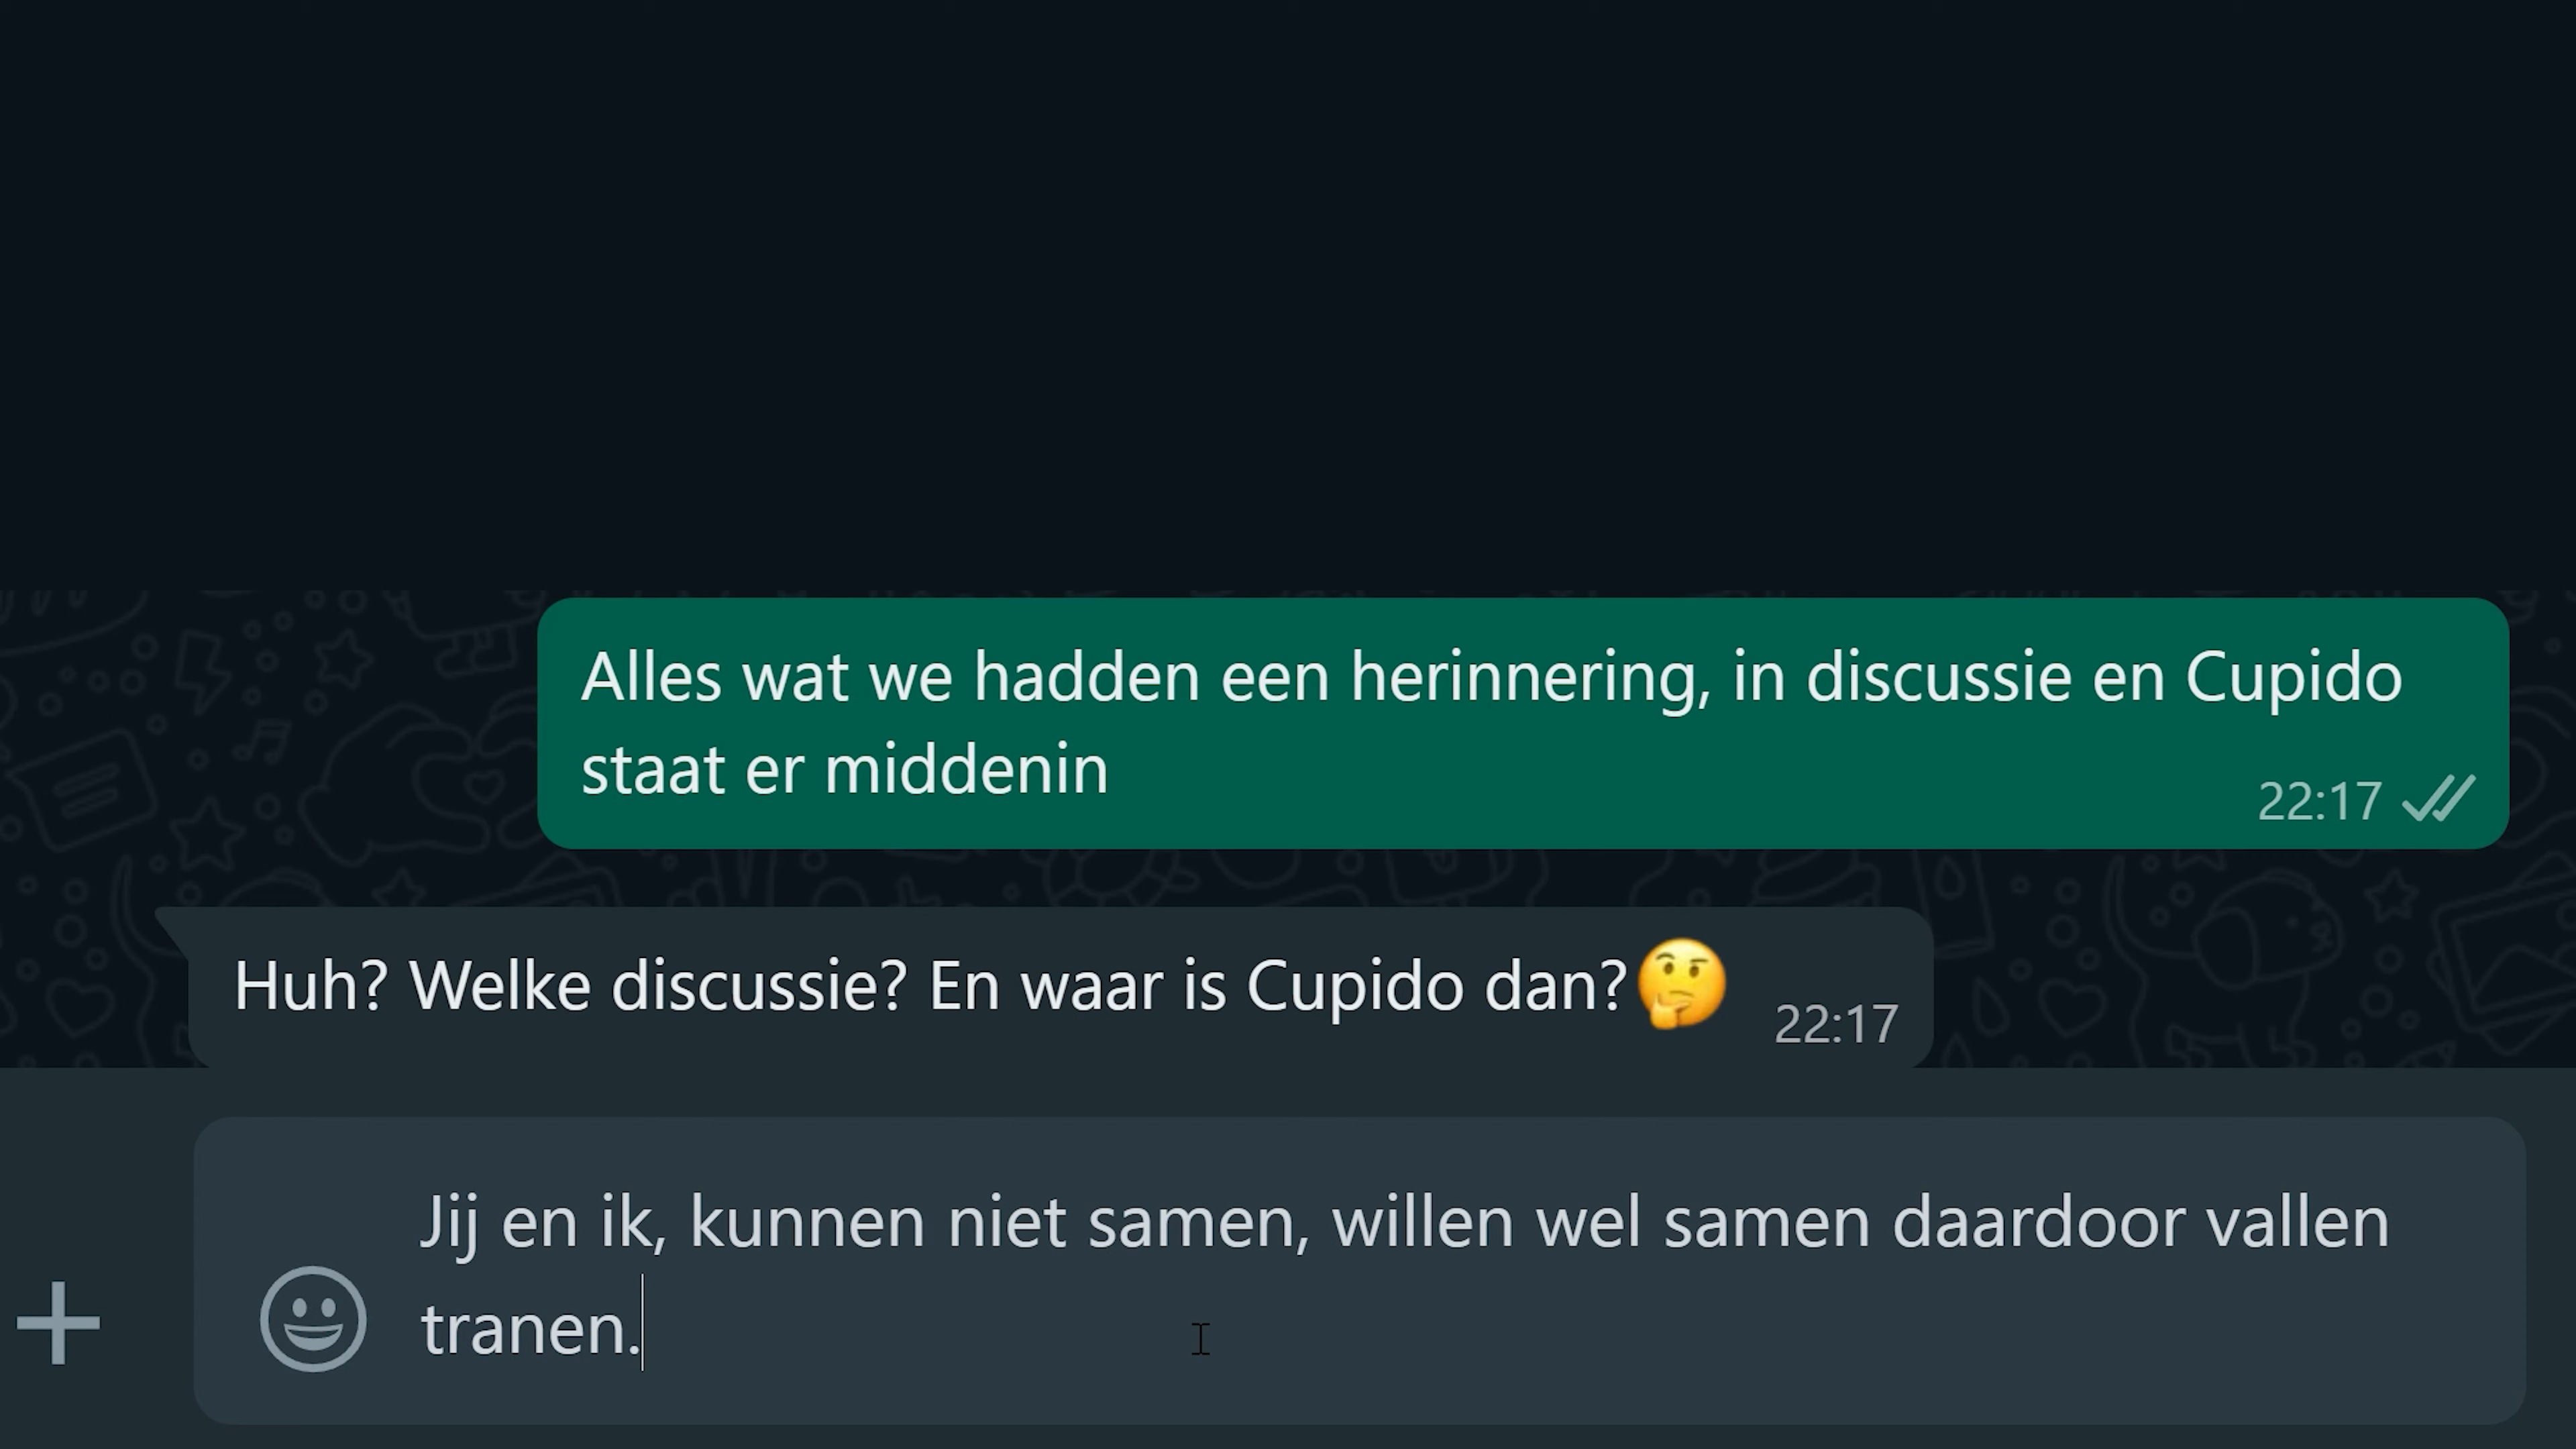 Alles wat we hadden een herinnering, in discussie en Cupido
staat er middenin
22:17
Huh? Welke discussie? En waar is Cupido dan?🤔
22:17
Jij en ik, kunnen niet samen, willen wel samen daardoor vallen
tranen.